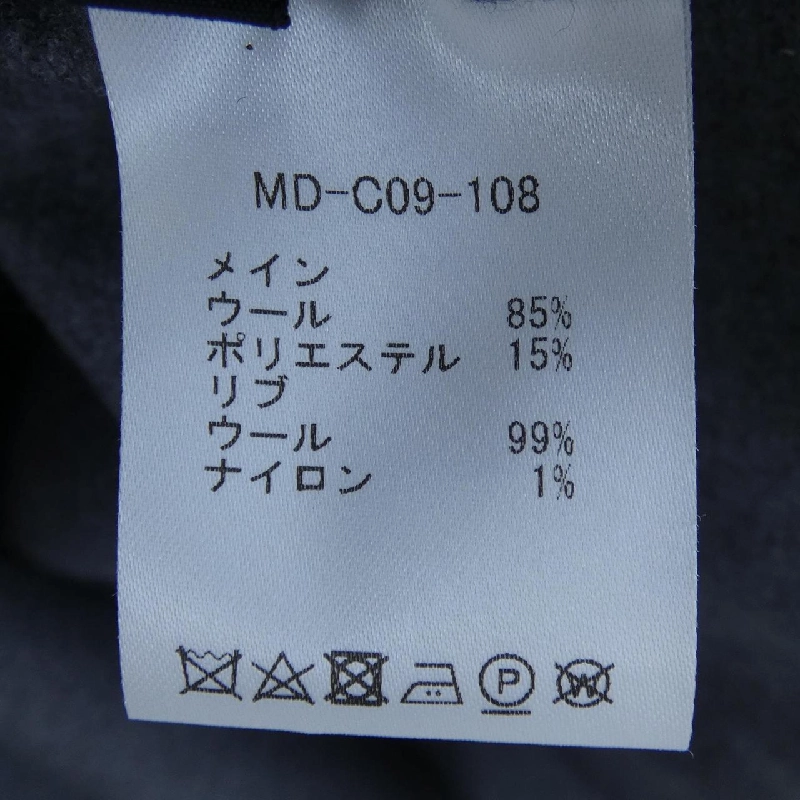 MD-C09-108
メイン
ウール 85%
ポリエステル 15%
リブ
ウール 99%
ナイロン 1%
P W